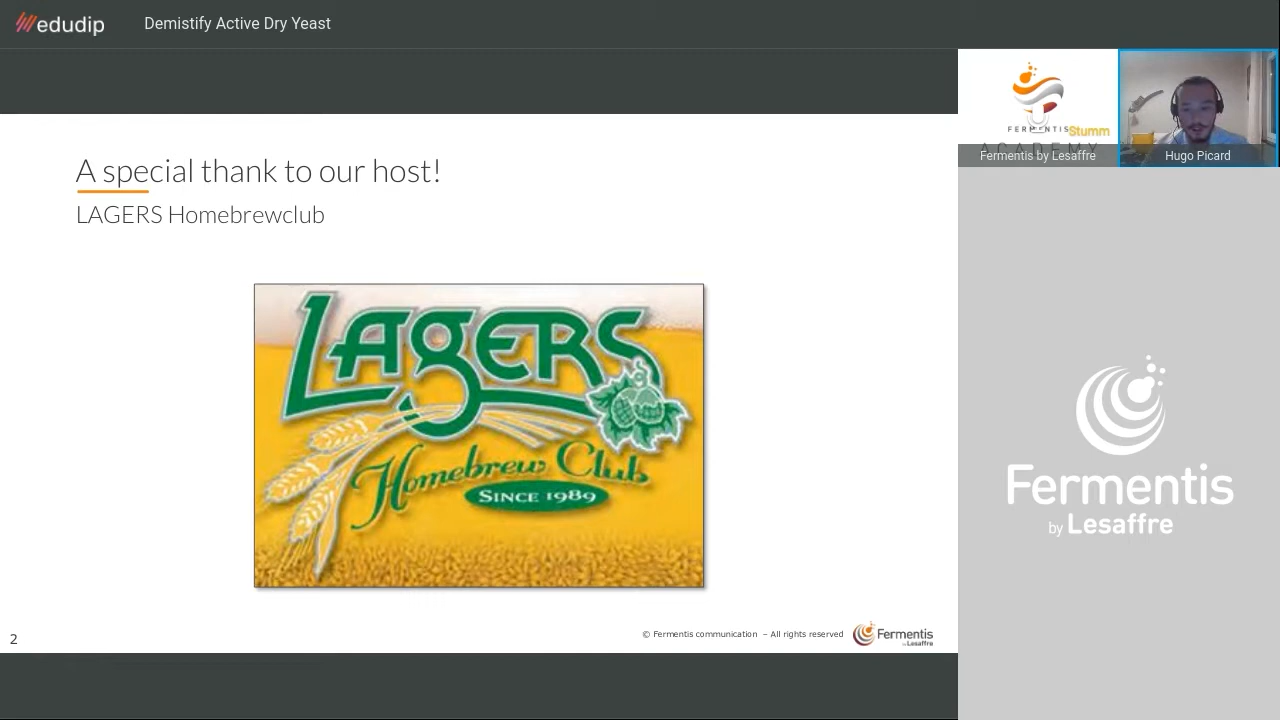 edudip
Demistify Active Dry Yeast
FERMENTIS
Stumm
ACADEMY
Fermentis by Lesaffre
Hugo Picard
A special thank to our host!
LAGERS Homebrewclub
LAGERS
Homebrew Club
SINCE 1989
Fermentis
by Lesaffre
2
© Fermentis communication – All rights reserved
Fermentis
by Lesaffre